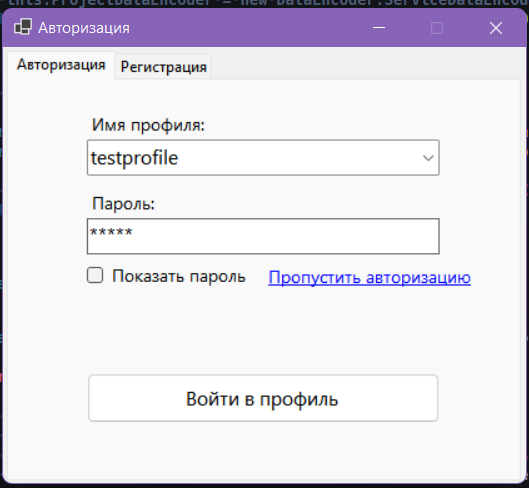 Авторизация
Авторизация Регистрация
Имя профиля:
testprofile
Пароль:
*****
Показать пароль Пропустить авторизацию
Войти в профиль